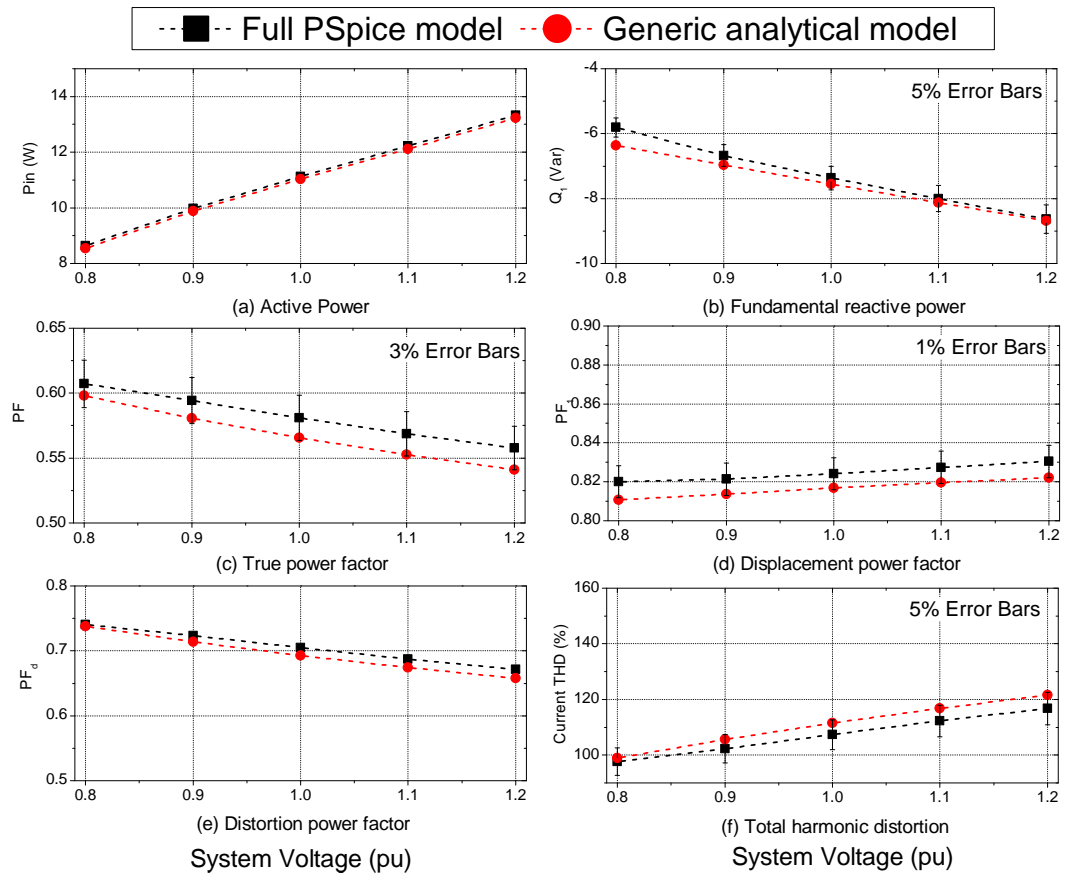 Full PSpice model Generic analytical model
14
12
10
8
Pin (W)
0.8 0.9 1.0 1.1 1.2
(a) Active Power
5% Error Bars
-4
-6
-8
-10
Q1 (Var)
0.8 0.9 1.0 1.1 1.2
(b) Fundamental reactive power
3% Error Bars
0.65
0.60
0.55
0.50
PF
0.8 0.9 1.0 1.1 1.2
(c) True power factor
1% Error Bars
0.90
0.88
0.86
0.84
0.82
0.80
PF
0.8 0.9 1.0 1.1 1.2
(d) Displacement power factor
0.8
0.7
0.6
0.5
PFd
0.8 0.9 1.0 1.1 1.2
(e) Distortion power factor
System Voltage (pu)
5% Error Bars
160
140
120
100
Current THD (%)
0.8 0.9 1.0 1.1 1.2
(f) Total harmonic distortion
System Voltage (pu)